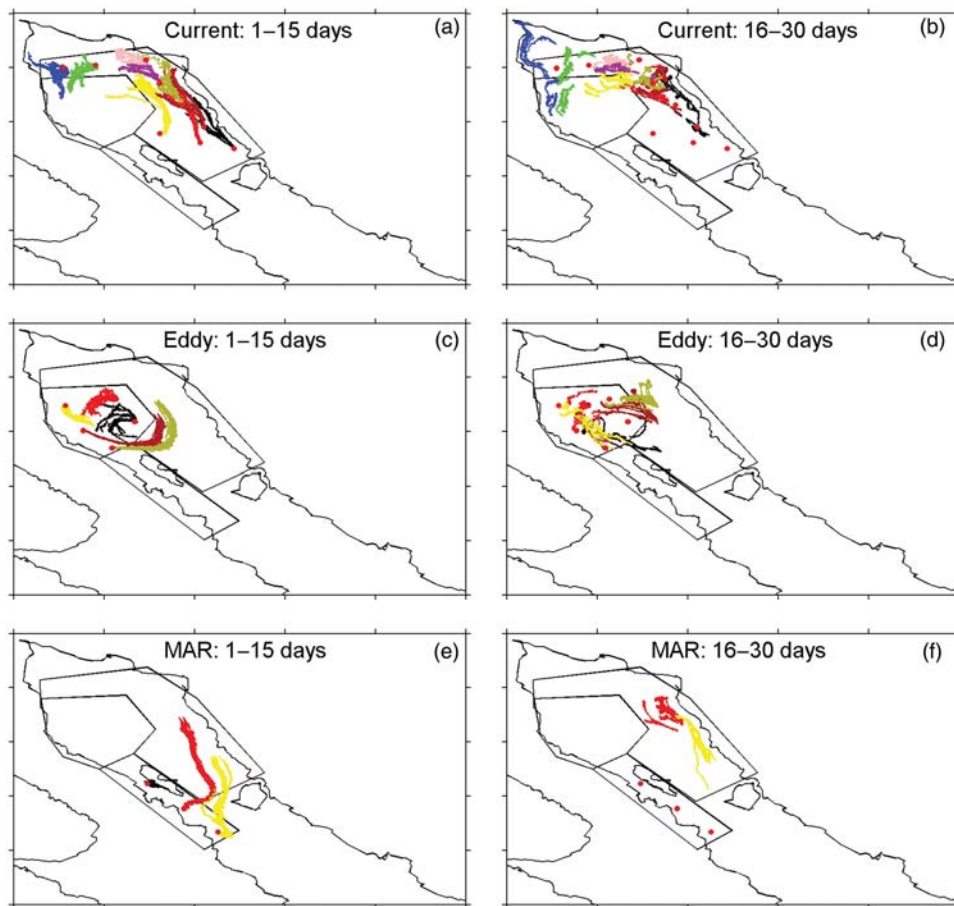 Current: 1–15 days
(a)
Current: 16–30 days
(b)
Eddy: 1–15 days
(c)
Eddy: 16–30 days
(d)
MAR: 1–15 days
(e)
MAR: 16–30 days
(f)